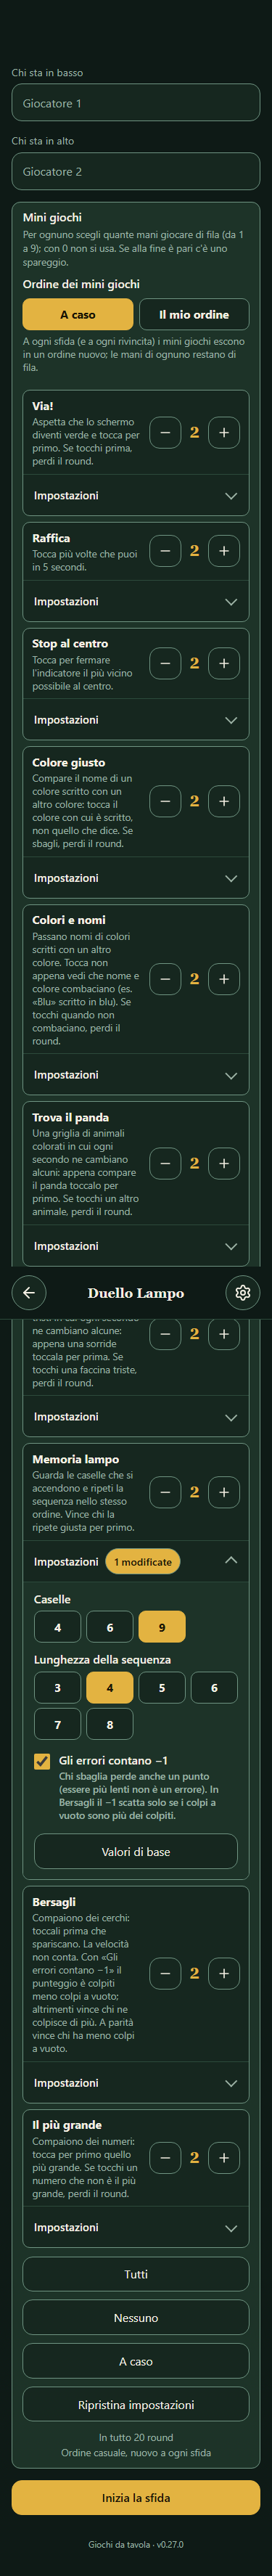 Chi sta in basso
Giocatore 1
Chi sta in alto
Giocatore 2
Mini giochi
Per ognuno scegli quante mani giocare di fila (da 1
a 9); con 0 non si usa. Se alla fine è pari c'è uno
spareggio.
Ordine dei mini giochi
A caso
Il mio ordine
A ogni sfida (e a ogni rivincita) i mini giochi escono
in un ordine nuovo; le mani di ognuno restano di
fila.
Via!
Aspetta che lo schermo
diventi verde e tocca per
primo. Se tocchi prima,
perdi il round.
− 2 +
Impostazioni
Raffica
Tocca più volte che puoi
in 5 secondi.
− 2 +
Impostazioni
Stop al centro
Tocca per fermare
l'indicatore il più vicino
possibile al centro.
− 2 +
Impostazioni
Colore giusto
Compare il nome di un
colore scritto con un
altro colore: tocca il
colore con cui è scritto,
non quello che dice. Se
sbagli, perdi il round.
− 2 +
Impostazioni
Colori e nomi
Passano nomi di colori
scritti con un altro
colore. Tocca non
appena vedi che nome e
colore combaciano (es.
«Blu» scritto in blu). Se
tocchi quando non
combaciano, perdi il
round.
− 2 +
Impostazioni
Trova il panda
Una griglia di animali
colorati in cui ogni
secondo ne cambiano
alcuni: appena compare
il panda toccalo per
primo. Se tocchi un altro
animale, perdi il round.
− 2 +
Impostazioni
Duello Lampo
ne cambiano alcune:
appena una sorride
toccala per prima. Se
tocchi una faccina triste,
perdi il round.
− 2 +
Impostazioni
Memoria lampo
Guarda le caselle che si
accendono e ripeti la
sequenza nello stesso
ordine. Vince chi la
ripete giusta per primo.
− 2 +
Impostazioni 1 modificate
Caselle
4 6 9
Lunghezza della sequenza
3 4 5 6
7 8
Gli errori contano −1
Chi sbaglia perde anche un punto
(essere più lenti non è un errore). In
Bersagli il −1 scatta solo se i colpi a
vuoto sono più dei colpiti.
Valori di base
Bersagli
Compaiono dei cerchi:
toccali prima che
spariscano. La velocità
non conta. Con «Gli
errori contano −1» il
punteggio è colpiti
meno colpi a vuoto;
altrimenti vince chi ne
colpisce di più. A parità
vince chi ha meno colpi
a vuoto.
− 2 +
Impostazioni
Il più grande
Compaiono dei numeri:
tocca per primo quello
più grande. Se tocchi un
numero che non è il più
grande, perdi il round.
− 2 +
Impostazioni
Tutti
Nessuno
A caso
Ripristina impostazioni
In tutto 20 round
Ordine casuale, nuovo a ogni sfida
Inizia la sfida
Giochi da tavola · v0.27.0